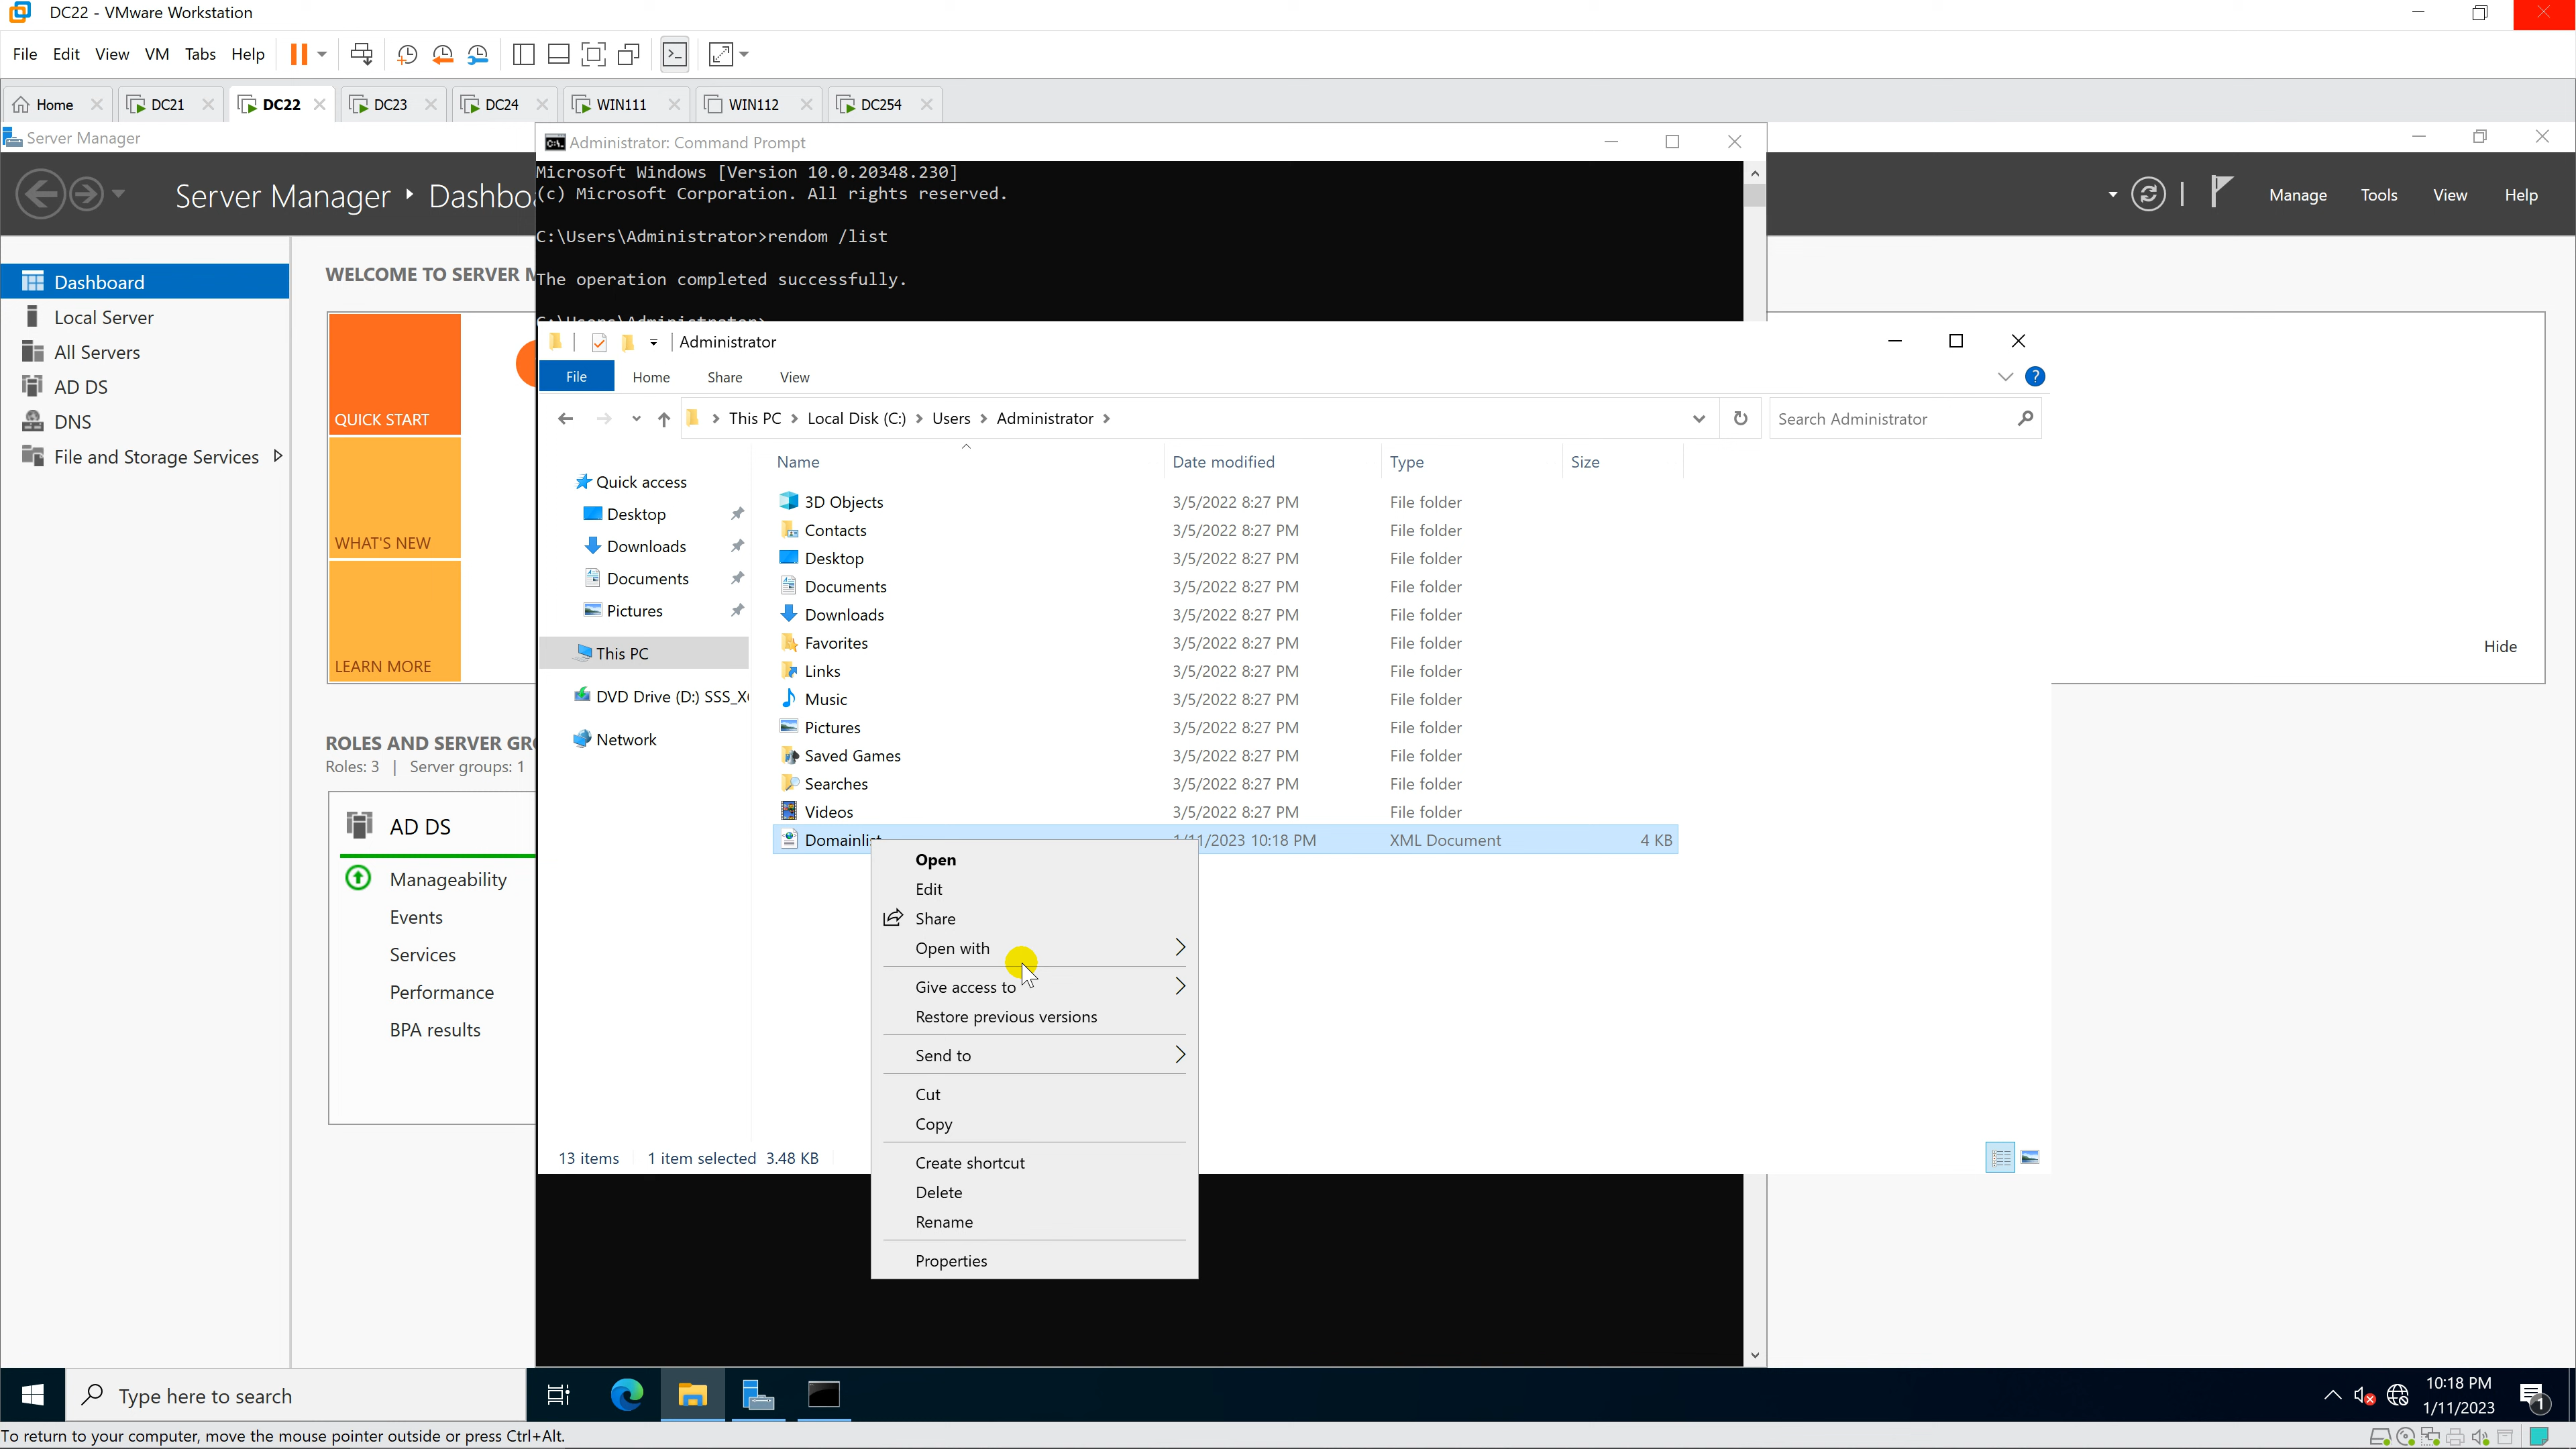 DC22 - VMware Workstation
File Edit View VM Tabs Help
Home DC21 DC22 DC23 DC24 WIN111 WIN112 DC254
Server Manager
Server Manager Dashbo
Manage Tools View Help
Dashboard
Local Server
All Servers
AD DS
DNS
File and Storage Services
WELCOME TO SERVER M
QUICK START
WHAT'S NEW
LEARN MORE
Hide
ROLES AND SERVER GR
Roles: 3 | Server groups: 1
AD DS
Manageability
Events
Services
Performance
BPA results
Administrator: Command Prompt
Microsoft Windows [Version 10.0.20348.230]
(c) Microsoft Corporation. All rights reserved.
C:\Users\Administrator>rendom /list
The operation completed successfully.
C:\Users\Administrator>
Administrator
File Home Share View
This PC > Local Disk (C:) > Users > Administrator >
Search Administrator
Quick access
Desktop
Downloads
Documents
Pictures
This PC
DVD Drive (D:) SSS_X
Network
Name Date modified Type Size
3D Objects 3/5/2022 8:27 PM File folder
Contacts 3/5/2022 8:27 PM File folder
Desktop 3/5/2022 8:27 PM File folder
Documents 3/5/2022 8:27 PM File folder
Downloads 3/5/2022 8:27 PM File folder
Favorites 3/5/2022 8:27 PM File folder
Links 3/5/2022 8:27 PM File folder
Music 3/5/2022 8:27 PM File folder
Pictures 3/5/2022 8:27 PM File folder
Saved Games 3/5/2022 8:27 PM File folder
Searches 3/5/2022 8:27 PM File folder
Videos 3/5/2022 8:27 PM File folder
Domainlist 1/11/2023 10:18 PM XML Document 4 KB
Open
Edit
Share
Open with
Give access to
Restore previous versions
Send to
Cut
Copy
Create shortcut
Delete
Rename
Properties
13 items 1 item selected 3.48 KB
Type here to search
10:18 PM
1/11/2023
1
To return to your computer, move the mouse pointer outside or press Ctrl+Alt.